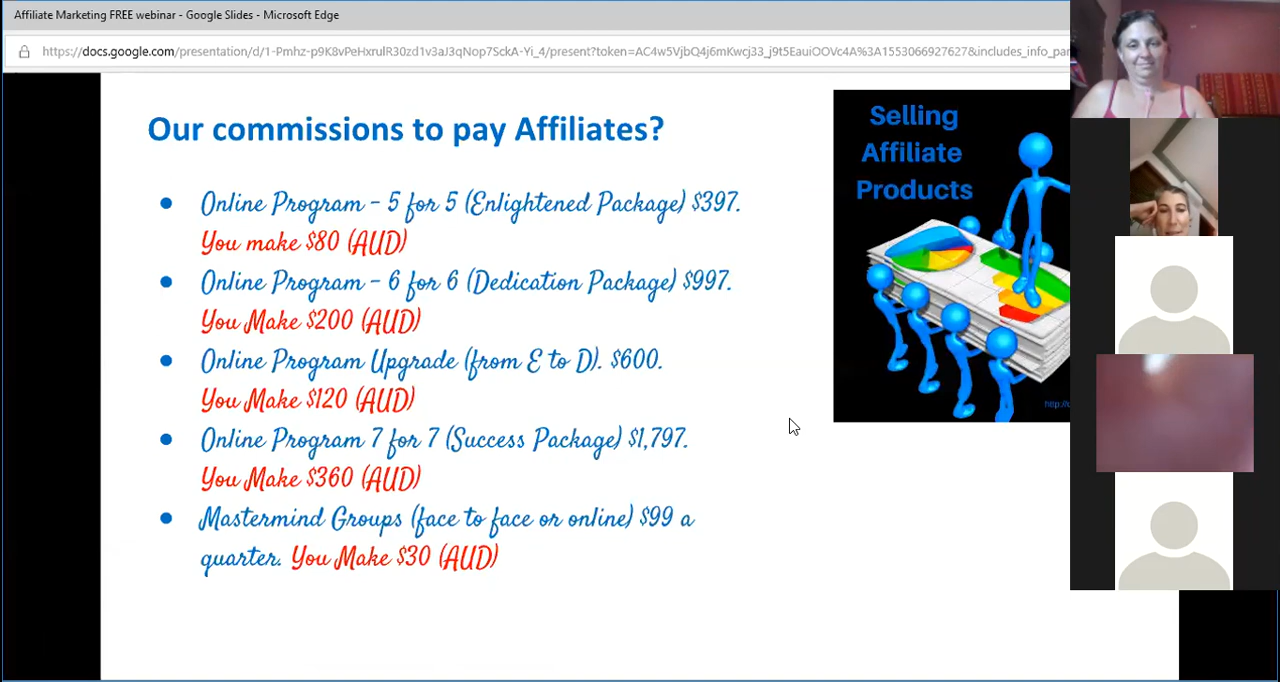 Affiliate Marketing FREE webinar - Google Slides - Microsoft Edge
Our commissions to pay Affiliates?
● Online Program - 5 for 5 (Enlightened Package) $397.
You make $80 (AUD)
● Online Program - 6 for 6 (Dedication Package) $997.
You Make $200 (AUD)
● Online Program Upgrade (from E to D). $600.
You Make $120 (AUD)
● Online Program 7 for 7 (Success Package) $1,797.
You Make $360 (AUD)
● Mastermind Groups (face to face or online) $99 a
quarter. You Make $30 (AUD)
Selling
Affiliate
Products